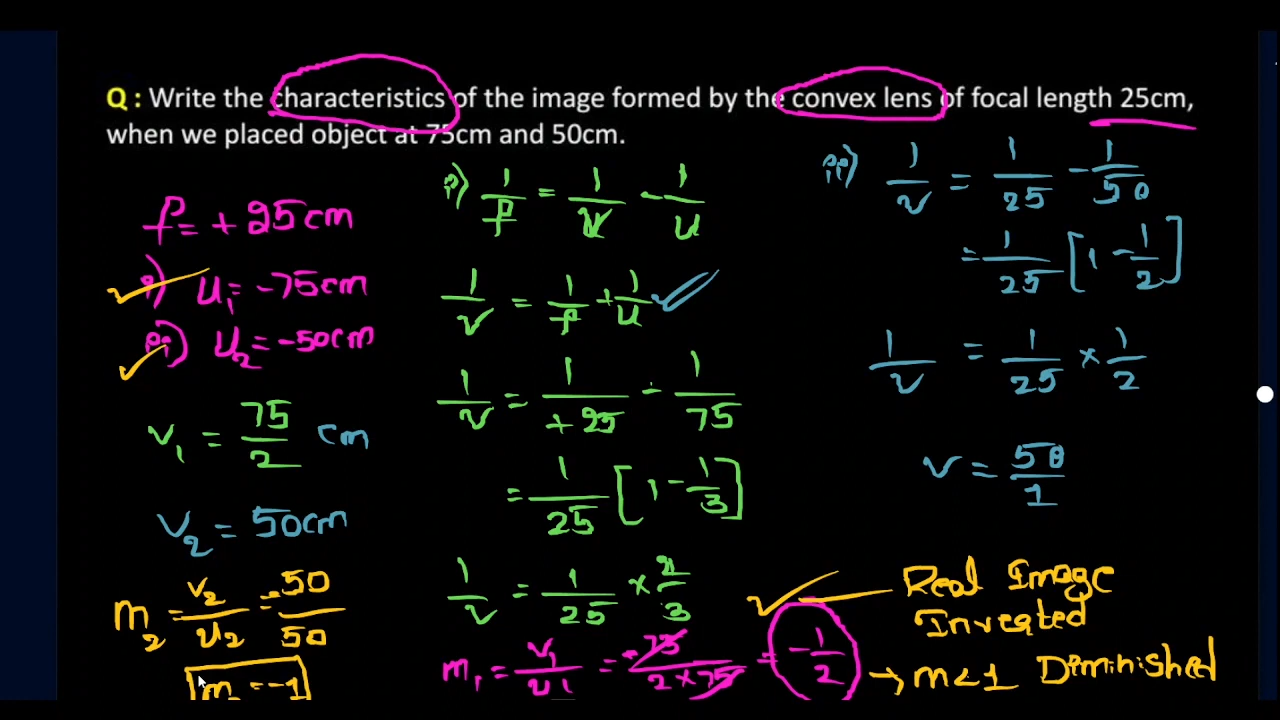 Q : Write the characteristics of the image formed by the convex lens of focal length 25cm,
when we placed object at 75cm and 50cm.
f = + 25cm
i) u₁ = -75cm
ii) u₂ = -50cm
v₁ = 75/2 cm
v₂ = 50cm
m₂ = v₂/u₂ = -50/50
m = -1
i) 1/f = 1/v - 1/u
1/v = 1/f + 1/u
1/v = 1/+25 - 1/75
= 1/25 [1 - 1/3]
1/v = 1/25 × 2/3
m₁ = v₁/u₁ = -75/2×75 = -1/2
ii) 1/v = 1/25 - 1/50
= 1/25 [1 - 1/2]
1/v = 1/25 × 1/2
v = 50/1
Real Image
Inverted
→ m<1 Diminished